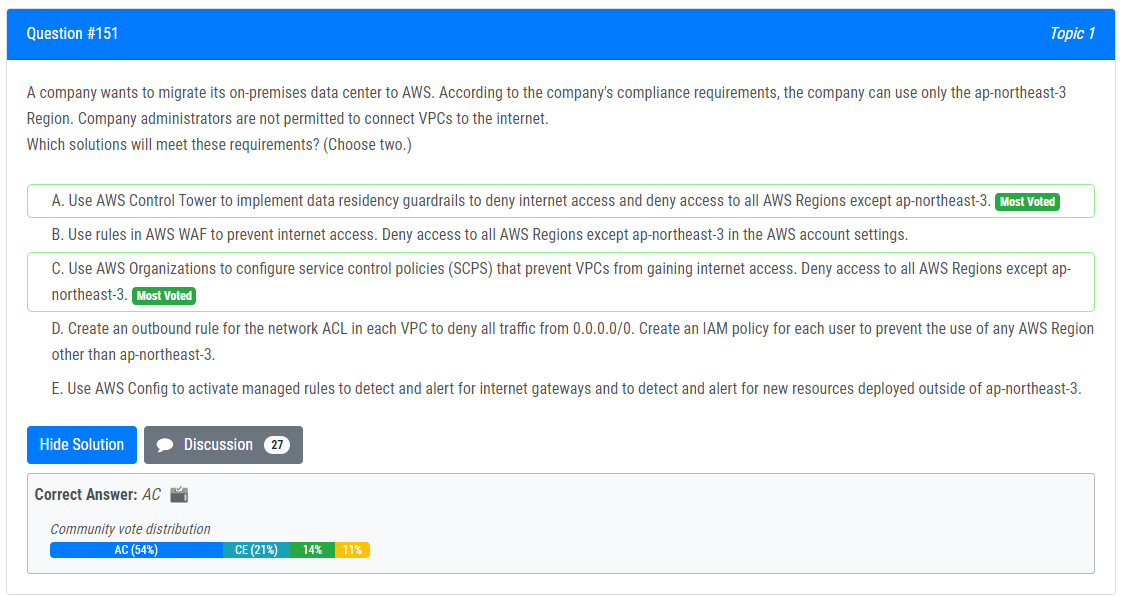 Question #151
Topic 1
A company wants to migrate its on-premises data center to AWS. According to the company's compliance requirements, the company can use only the ap-northeast-3
Region. Company administrators are not permitted to connect VPCs to the internet.
Which solutions will meet these requirements? (Choose two.)
A. Use AWS Control Tower to implement data residency guardrails to deny internet access and deny access to all AWS Regions except ap-northeast-3. Most Voted
B. Use rules in AWS WAF to prevent internet access. Deny access to all AWS Regions except ap-northeast-3 in the AWS account settings.
C. Use AWS Organizations to configure service control policies (SCPS) that prevent VPCs from gaining internet access. Deny access to all AWS Regions except ap-
northeast-3. Most Voted
D. Create an outbound rule for the network ACL in each VPC to deny all traffic from 0.0.0.0/0. Create an IAM policy for each user to prevent the use of any AWS Region
other than ap-northeast-3.
E. Use AWS Config to activate managed rules to detect and alert for internet gateways and to detect and alert for new resources deployed outside of ap-northeast-3.
Hide Solution
Discussion 27
Correct Answer: AC
Community vote distribution
AC (54%) CE (21%) 14% 11%